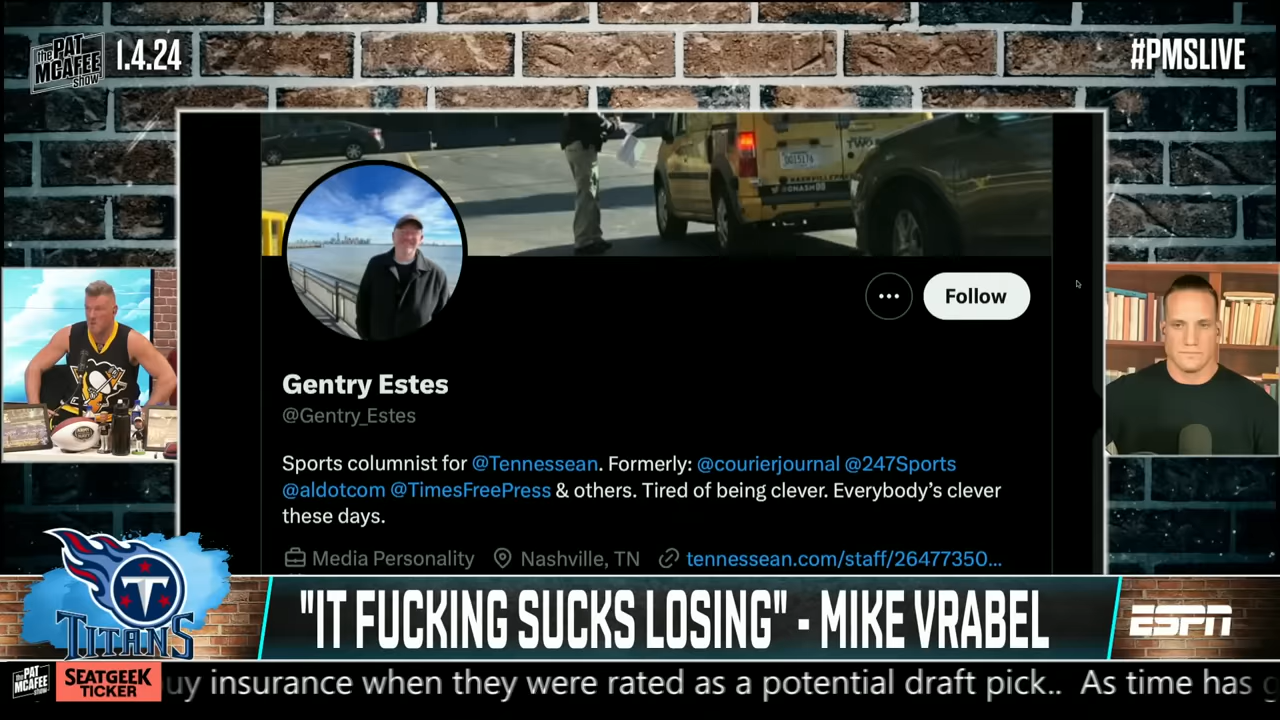 the PAT MCAFEE show
1.4.24
#PMSLIVE
Gentry Estes
@Gentry_Estes
Follow
Sports columnist for @Tennessean. Formerly: @courierjournal @247Sports
@aldotcom @TimesFreePress & others. Tired of being clever. Everybody’s clever
these days.
Media Personality
Nashville, TN
tennessean.com/staff/26477350...
TITANS
"IT FUCKING SUCKS LOSING" - MIKE VRABEL
ESPN
the PAT MCAFEE show
SEATGEEK
TICKER
uy insurance when they were rated as a potential draft pick.. As time has g